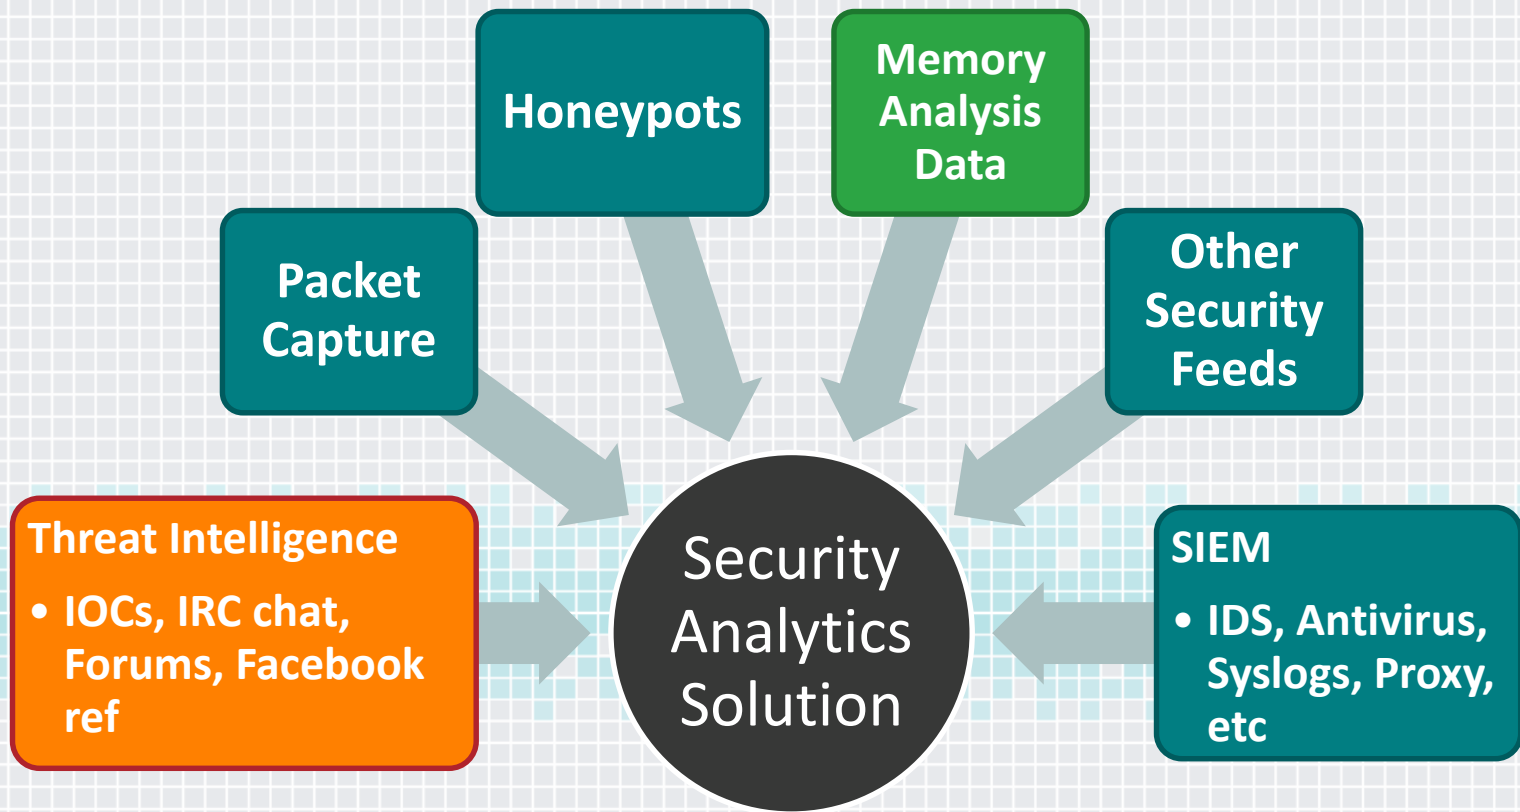 Honeypots
Memory
Analysis
Data
Packet
Capture
Other
Security
Feeds
Threat Intelligence
• IOCs, IRC chat,
Forums, Facebook
ref
Security
Analytics
Solution
SIEM
• IDS, Antivirus,
Syslogs, Proxy,
etc